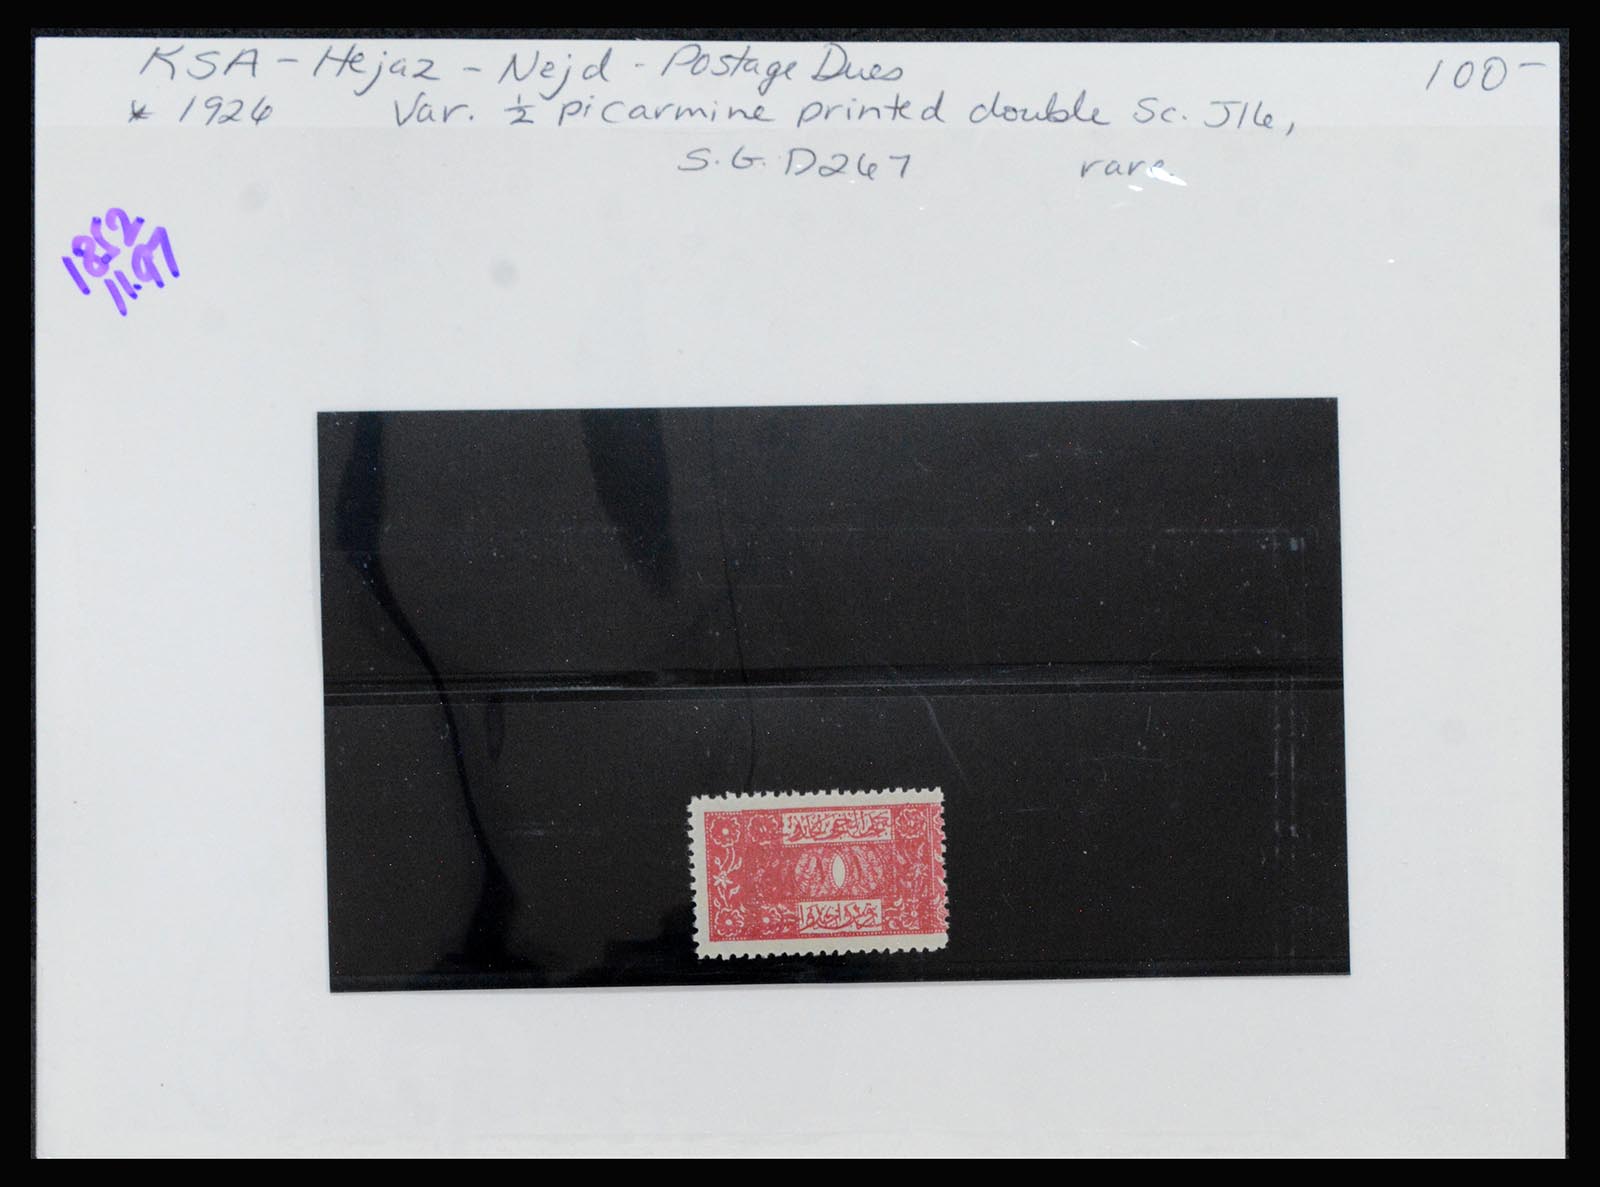 KSA - Hejaz - Nejd - Postage Dues
100-
* 1926 Var. ½ pi carmine printed double Sc. J16,
S.G. D267 rare
1852
11.97